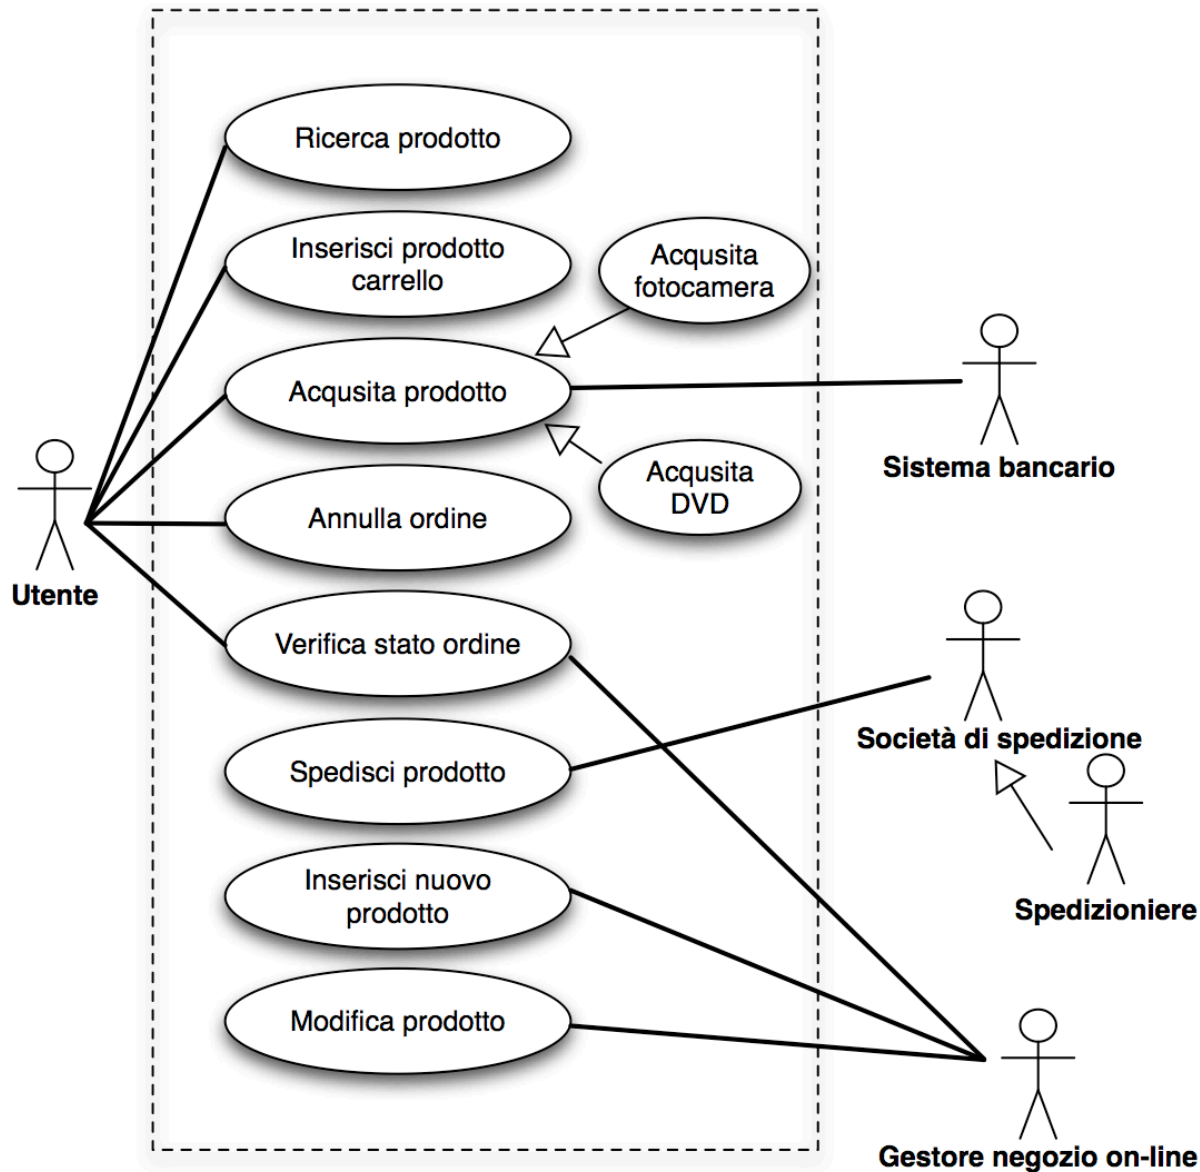 Ricerca prodotto
Inserisci prodotto
carrello
Acqusita
fotocamera
Acqusita prodotto
Sistema bancario
Acqusita
DVD
Annulla ordine
Utente
Verifica stato ordine
Società di spedizione
Spedisci prodotto
Inserisci nuovo
prodotto
Spedizioniere
Modifica prodotto
Gestore negozio on-line